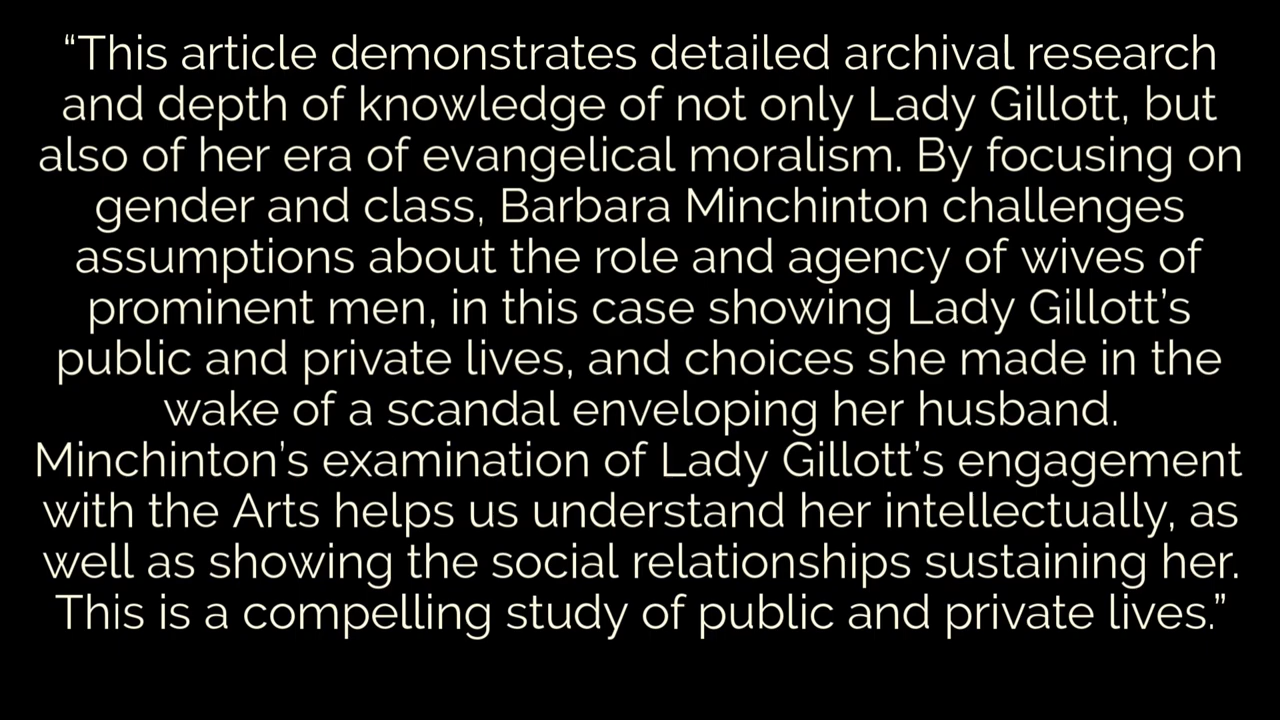 “This article demonstrates detailed archival research
and depth of knowledge of not only Lady Gillott, but
also of her era of evangelical moralism. By focusing on
gender and class, Barbara Minchinton challenges
assumptions about the role and agency of wives of
prominent men, in this case showing Lady Gillott’s
public and private lives, and choices she made in the
wake of a scandal enveloping her husband.
Minchinton’s examination of Lady Gillott’s engagement
with the Arts helps us understand her intellectually, as
well as showing the social relationships sustaining her.
This is a compelling study of public and private lives.”